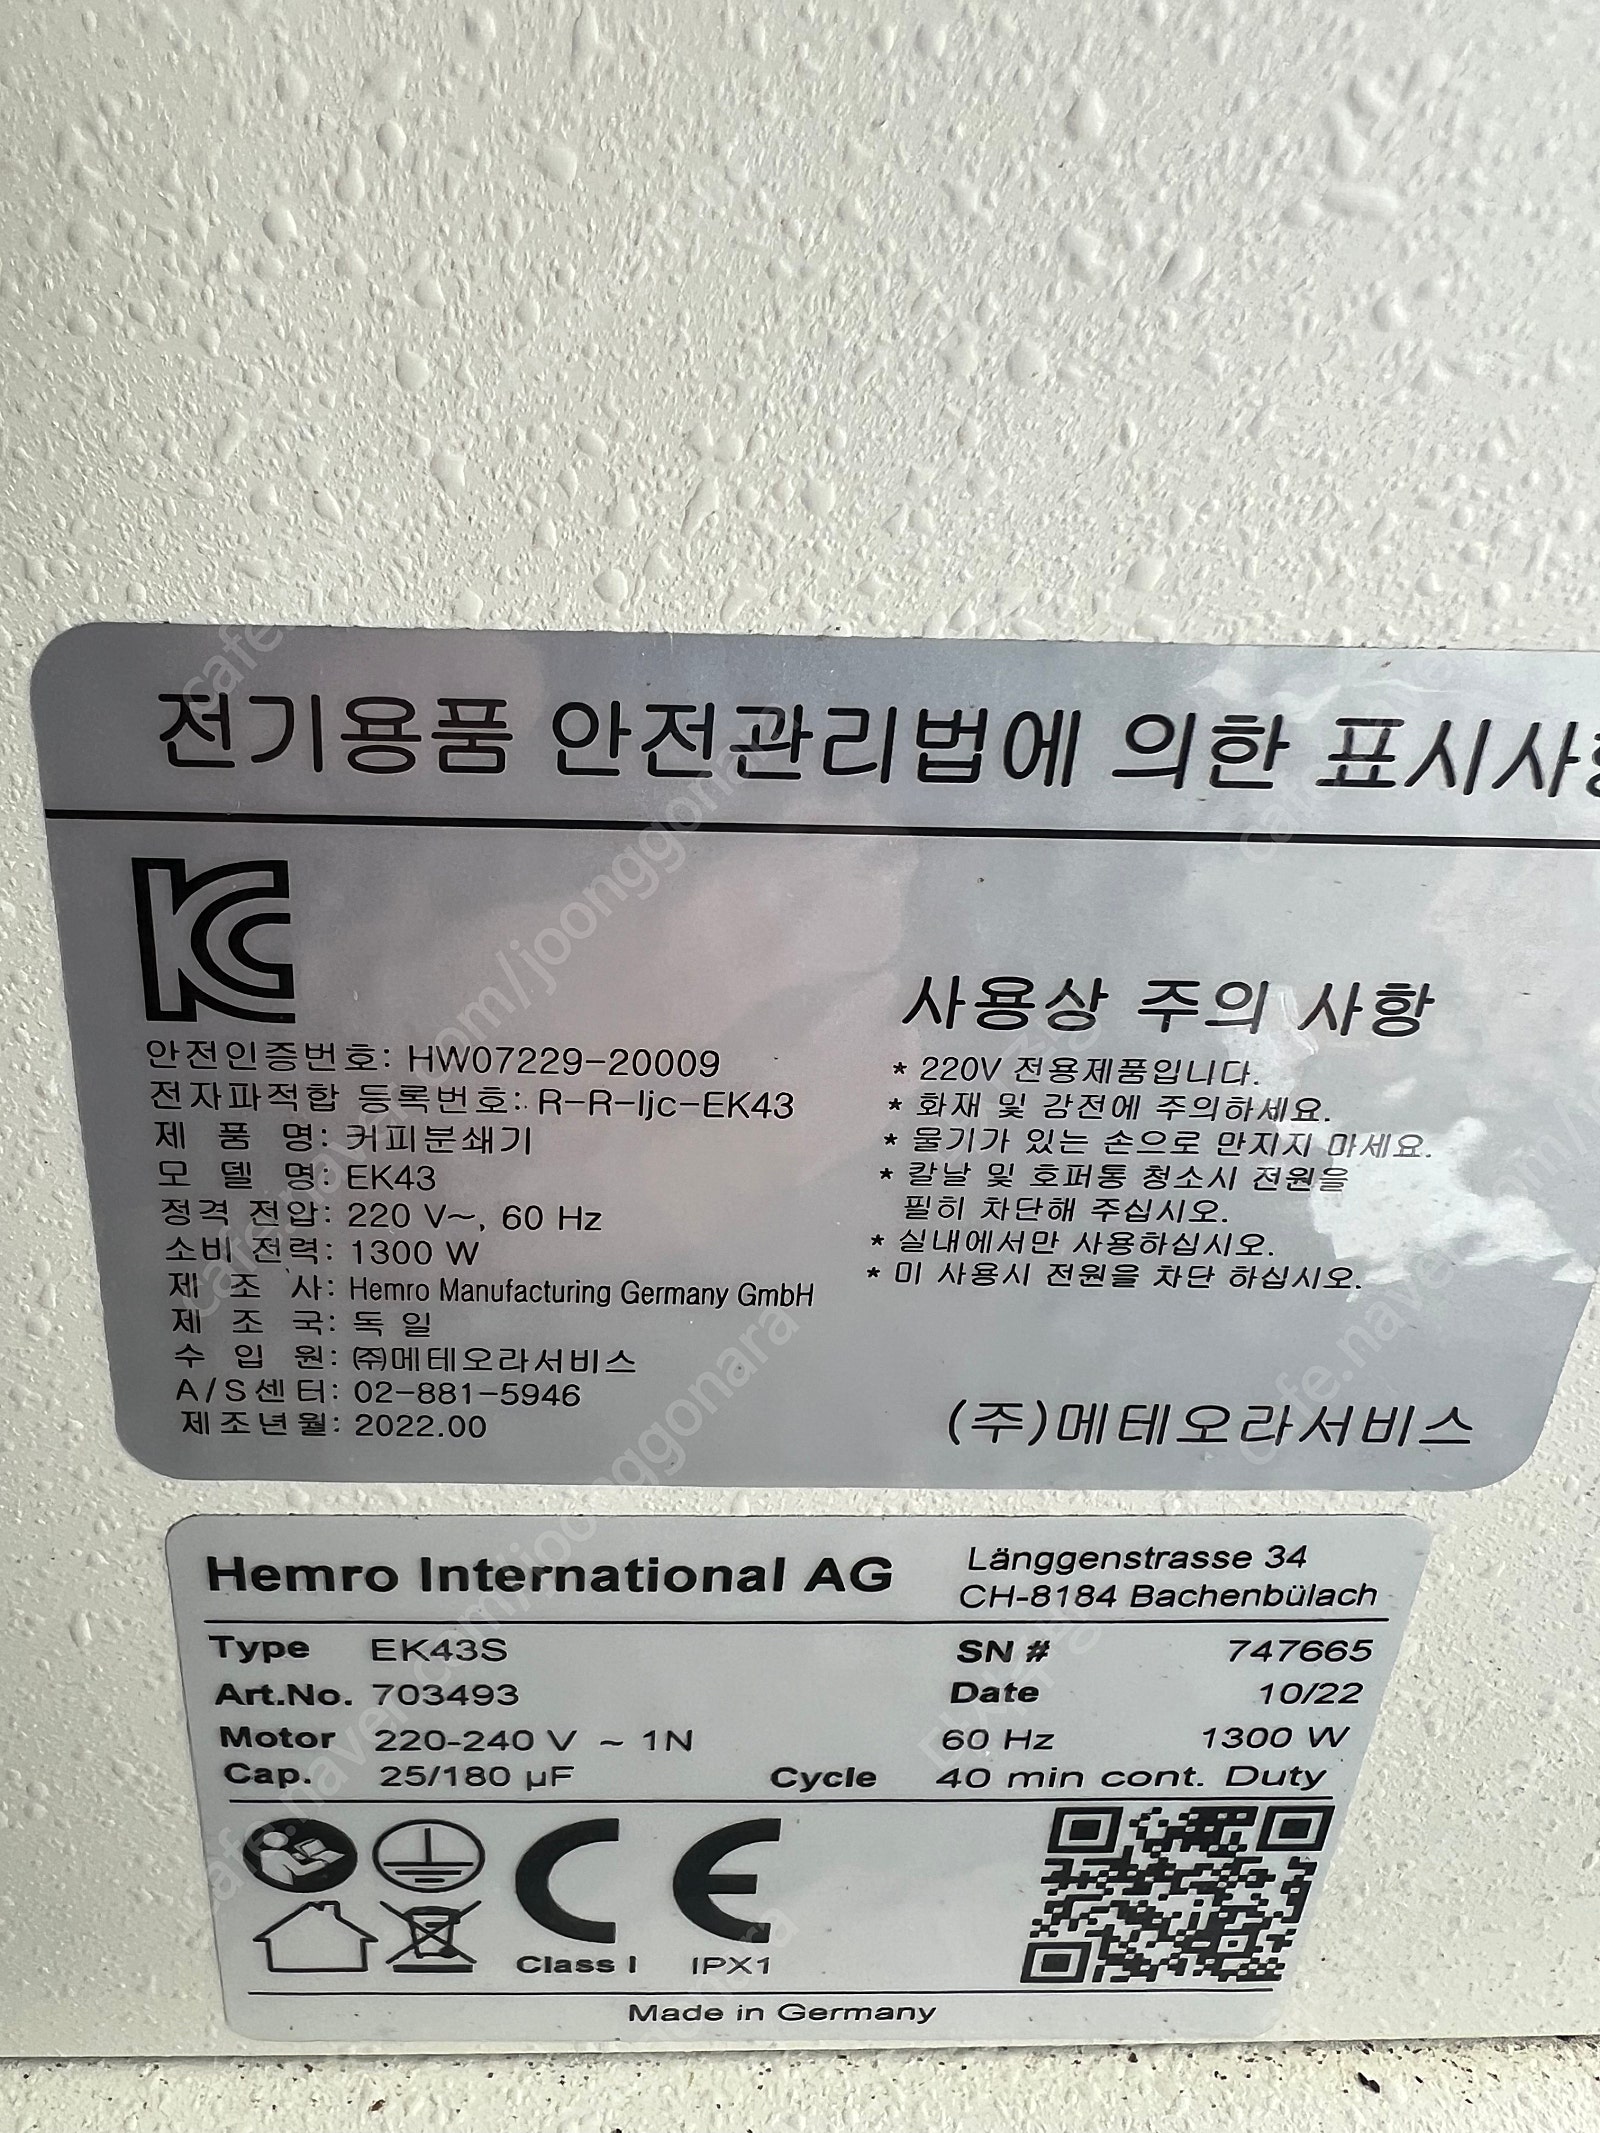 전기용품 안전관리법에 의한 표시사
KC
안전인증번호: HW07229-20009
전자파적합 등록번호: R-R-Ijc-EK43
제 품 명: 커피분쇄기
모 델 명: EK43
정격 전압: 220 V~, 60 Hz
소비 전력: 1300 W
제 조 사: Hemro Manufacturing Germany GmbH
제 조 국: 독 일
수 입 원: ㈜메테오라서비스
A/S센터: 02-881-5946
제조년월: 2022.00
사용상 주의 사항
* 220V 전용제품입니다.
* 화재 및 감전에 주의하세요.
* 물기가 있는 손으로 만지지 마세요.
* 칼날 및 호퍼통 청소시 전원을
필히 차단해 주십시오.
* 실내에서만 사용하십시오.
* 미 사용시 전원을 차단 하십시오.
(주)메테오라서비스
Hemro International AG
Länggenstrasse 34
CH-8184 Bachenbülach
Type EK43S SN # 747665
Art.No. 703493 Date 10/22
Motor 220-240 V ~ 1N 60 Hz 1300 W
Cap. 25/180 µF Cycle 40 min cont. Duty
CE
Class I IPX1
Made in Germany
cafe.naver.com/joonggonara